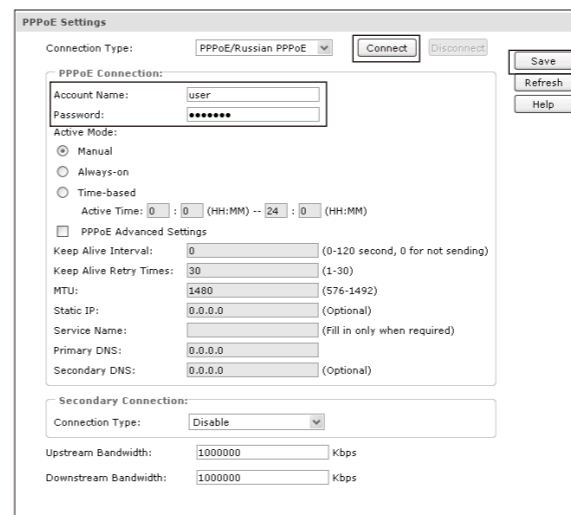 PPPoE Settings
Connection Type: PPPoE/Russian PPPoE Connect Disconnect
Save
Refresh
Help
PPPoE Connection:
Account Name: user
Password: •••••••
Active Mode:
Manual
Always-on
Time-based
Active Time: 0 : 0 (HH:MM) -- 24 : 0 (HH:MM)
PPPoE Advanced Settings
Keep Alive Interval: 0 (0-120 second, 0 for not sending)
Keep Alive Retry Times: 30 (1-30)
MTU: 1480 (576-1492)
Static IP: 0.0.0.0 (Optional)
Service Name: (Fill in only when required)
Primary DNS: 0.0.0.0
Secondary DNS: 0.0.0.0 (Optional)
Secondary Connection:
Connection Type: Disable
Upstream Bandwidth: 1000000 Kbps
Downstream Bandwidth: 1000000 Kbps